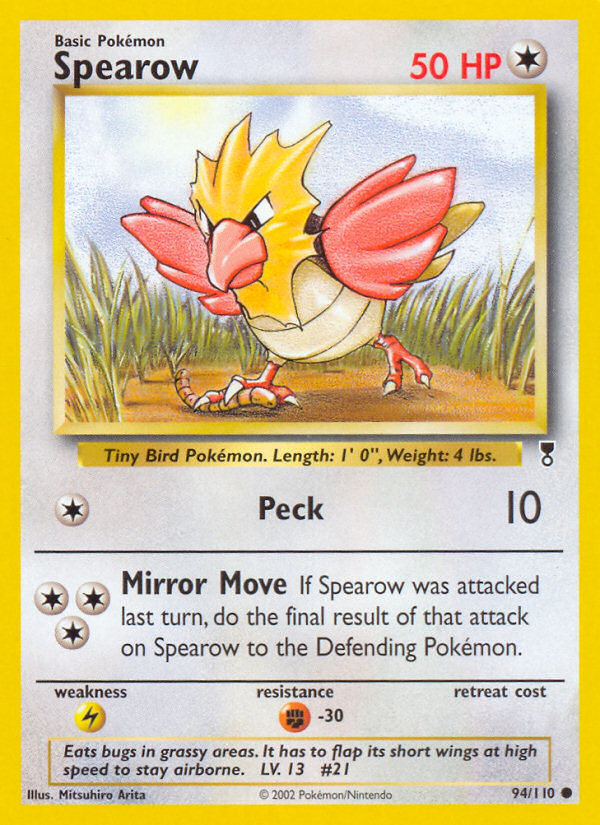 Basic Pokémon
Spearow
50 HP
Tiny Bird Pokémon. Length: 1' 0", Weight: 4 lbs.
Peck 10
Mirror Move If Spearow was attacked
last turn, do the final result of that attack
on Spearow to the Defending Pokémon.
weakness resistance retreat cost
-30
Eats bugs in grassy areas. It has to flap its short wings at high
speed to stay airborne. LV. 13 #21
Illus. Mitsuhiro Arita © 2002 Pokémon/Nintendo 94/110